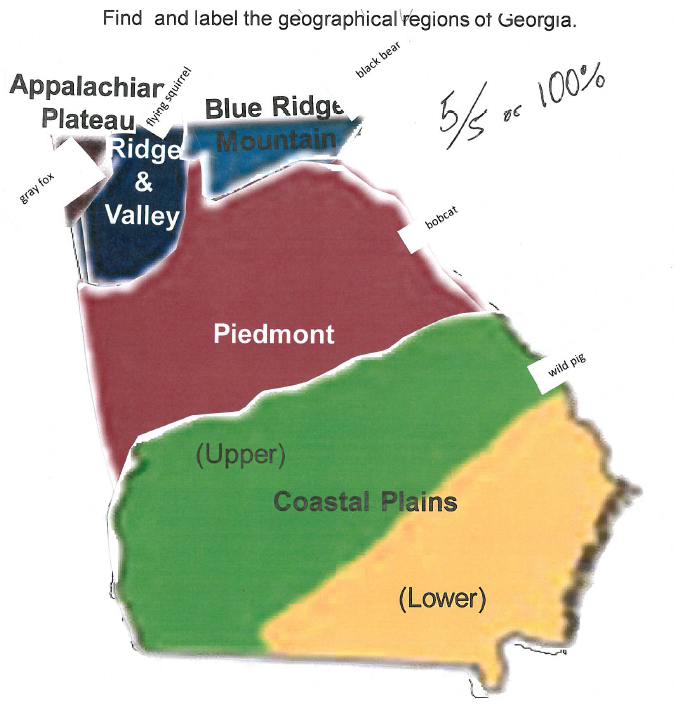 Find and label the geographical regions of Georgia.
black bear
flying squirrel
Appalachian
Plateau
Blue Ridge
Mountain
5/5 or 100%
Ridge
&
Valley
gray fox
bobcat
Piedmont
wild pig
(Upper)
Coastal Plains
(Lower)